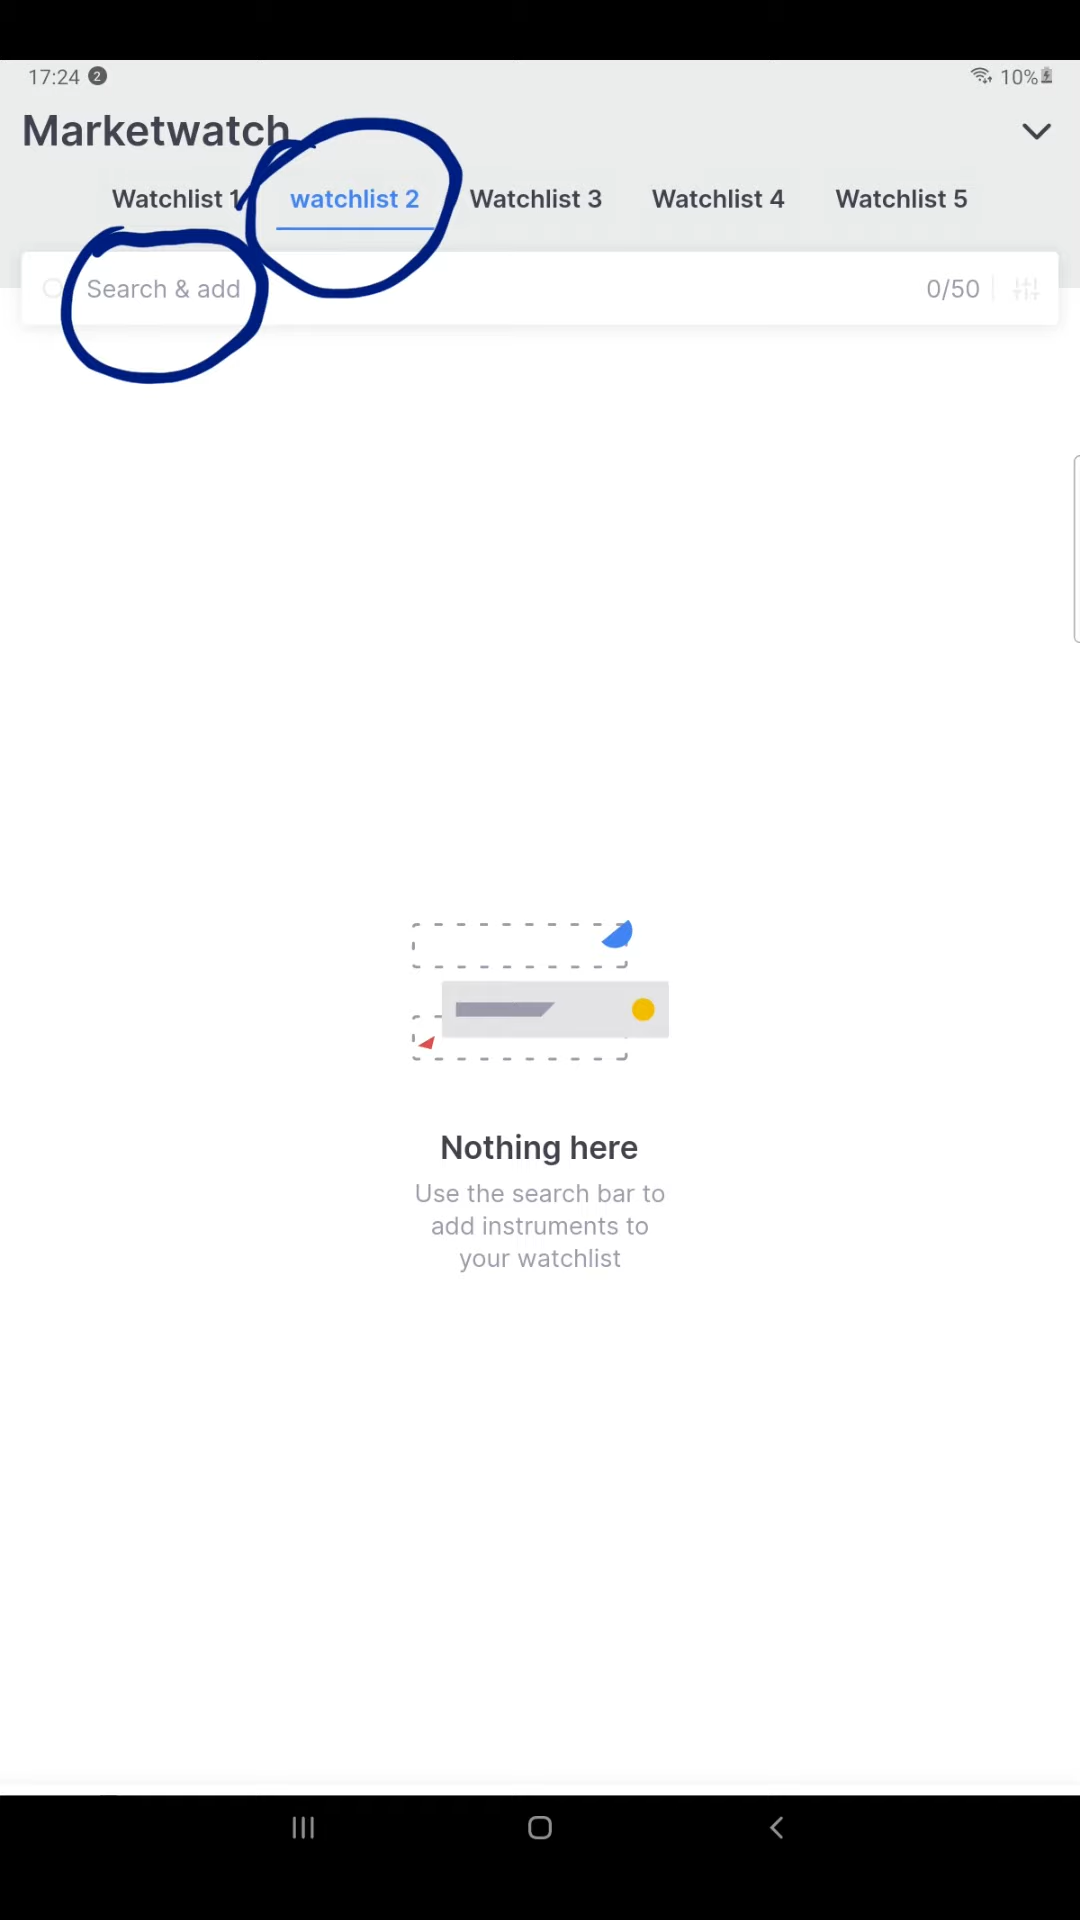 17:24 2 10%
Marketwatch
Watchlist 1 watchlist 2 Watchlist 3 Watchlist 4 Watchlist 5
Search & add 0/50
Nothing here
Use the search bar to
add instruments to
your watchlist